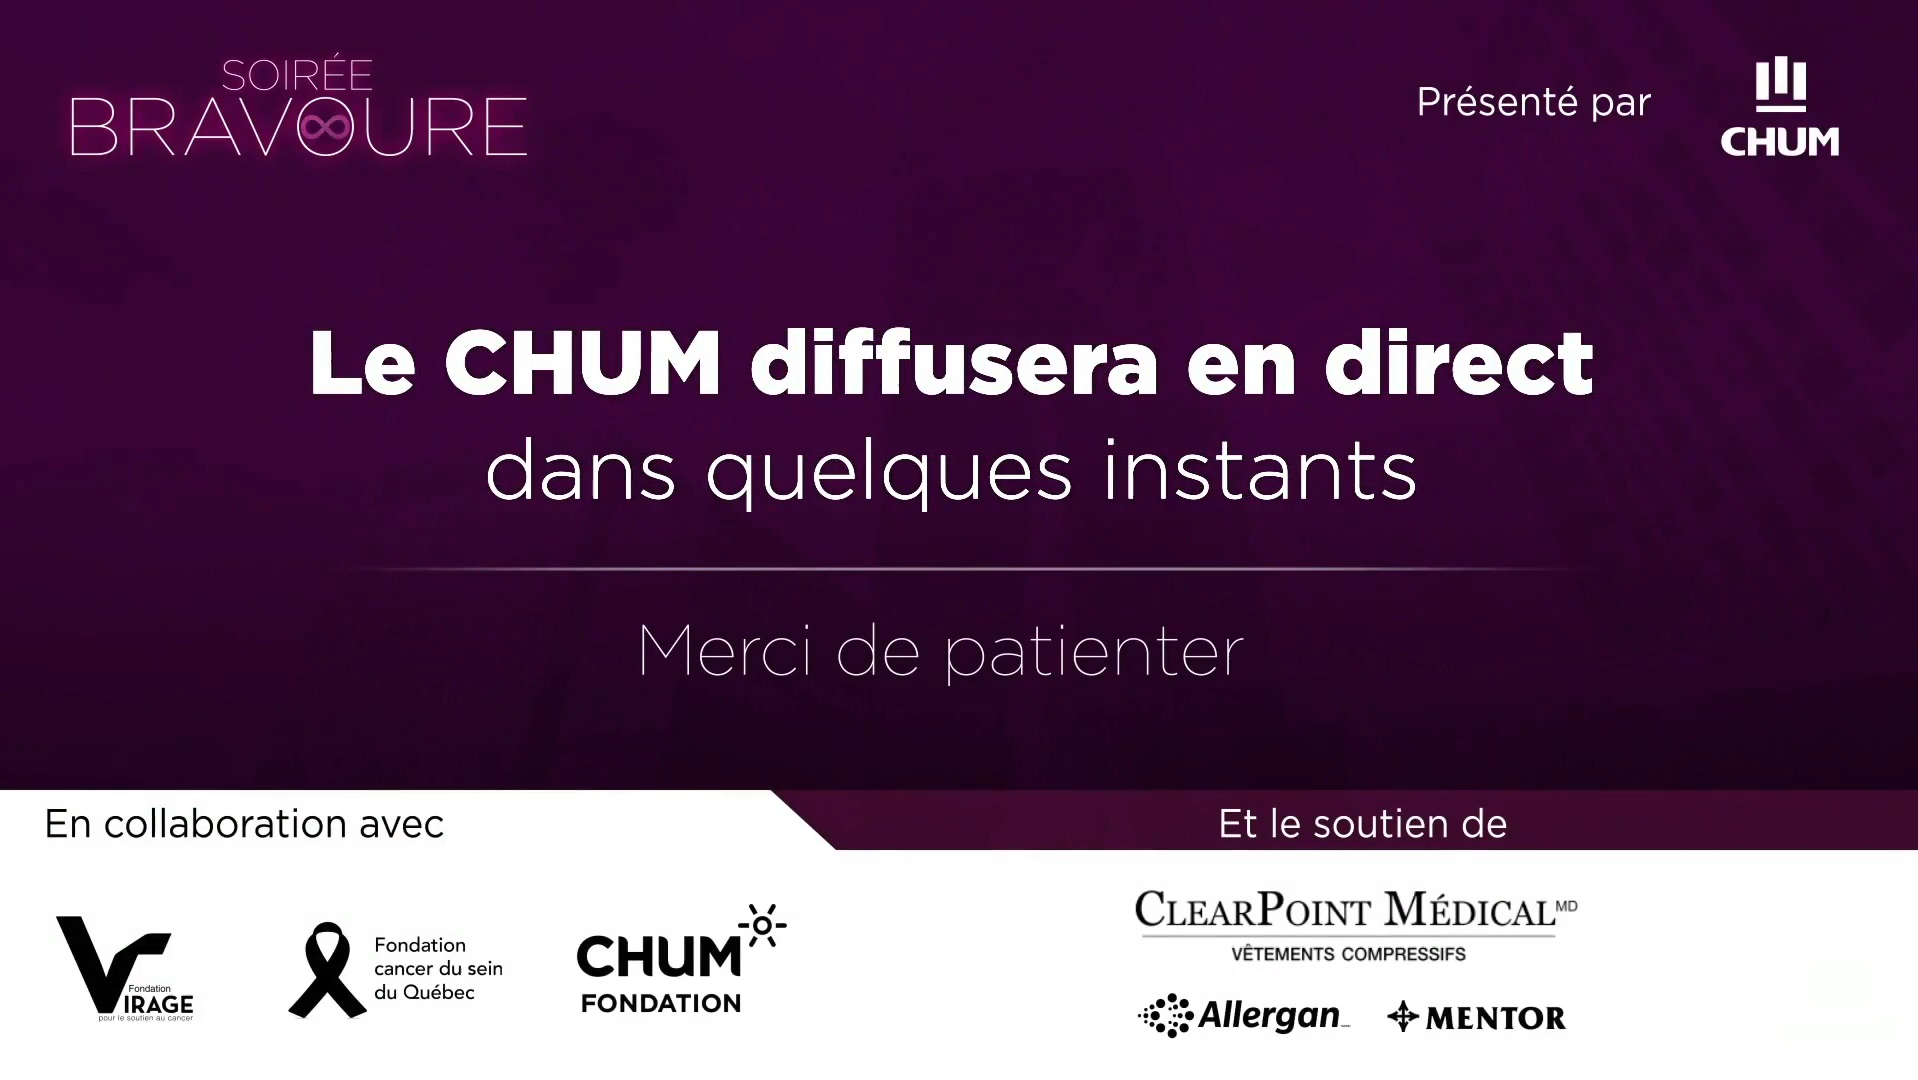 SOIRÉE
BRAVOURE
Présenté par
CHUM
Le CHUM diffusera en direct
dans quelques instants
Merci de patienter
En collaboration avec
Et le soutien de
Fondation
VIRAGE
pour le soutien au cancer
Fondation
cancer du sein
du Québec
CHUM
FONDATION
CLEARPOINT MÉDICAL MD
VÊTEMENTS COMPRESSIFS
Allergan
MENTOR